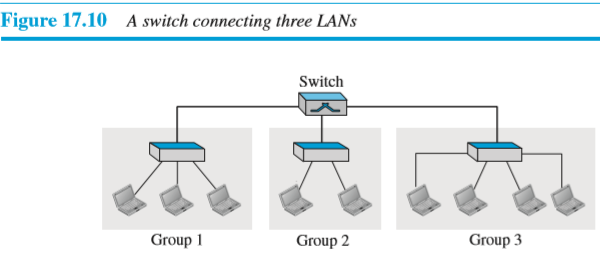 Figure 17.10 A switch connecting three LANs
Switch
Group 1
Group 2
Group 3